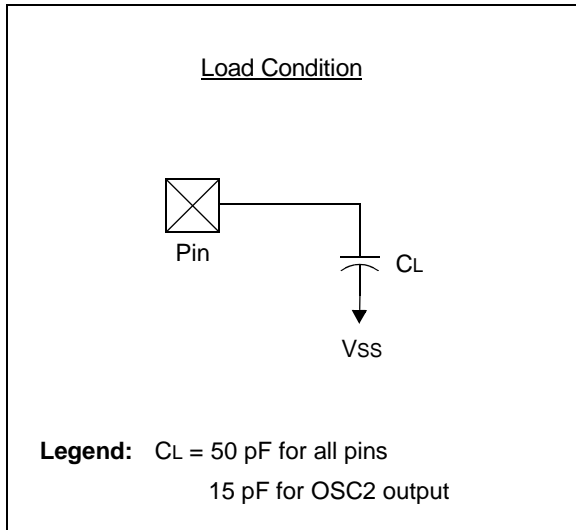 Load Condition
Pin
CL
VSS
Legend: CL = 50 pF for all pins
15 pF for OSC2 output